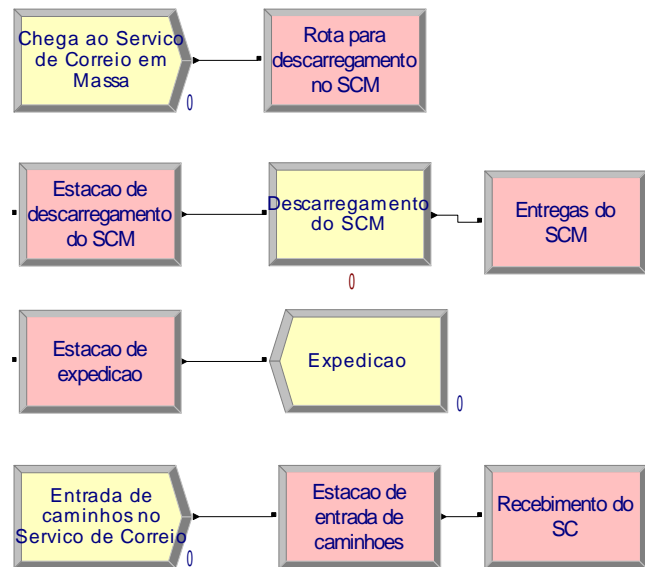 Chega ao Servico
de Correio em
Massa
0
Rota para
descarregamento
no SCM
Estacao de
descarregamento
do SCM
Descarregamento
do SCM
0
Entregas do
SCM
Estacao de
expedicao
Expedicao
0
Entrada de
caminhos no
Servico de Correio
0
Estacao de
entrada de
caminhoes
Recebimento do
SC